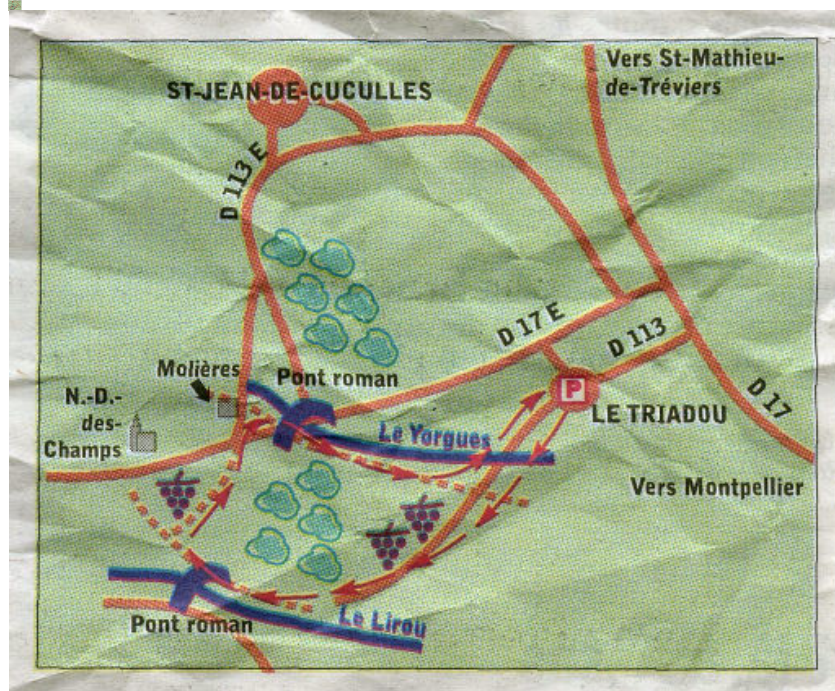 Vers St-Mathieu-
de-Tréviers
ST-JEAN-DE-CUCULLES
D 113 E
D 17 E
D 113
Molières
Pont roman
P
N.-D.-
des-
Champs
LE TRIADOU
D 17
Le Yorgues
Vers Montpellier
Le Lirou
Pont roman